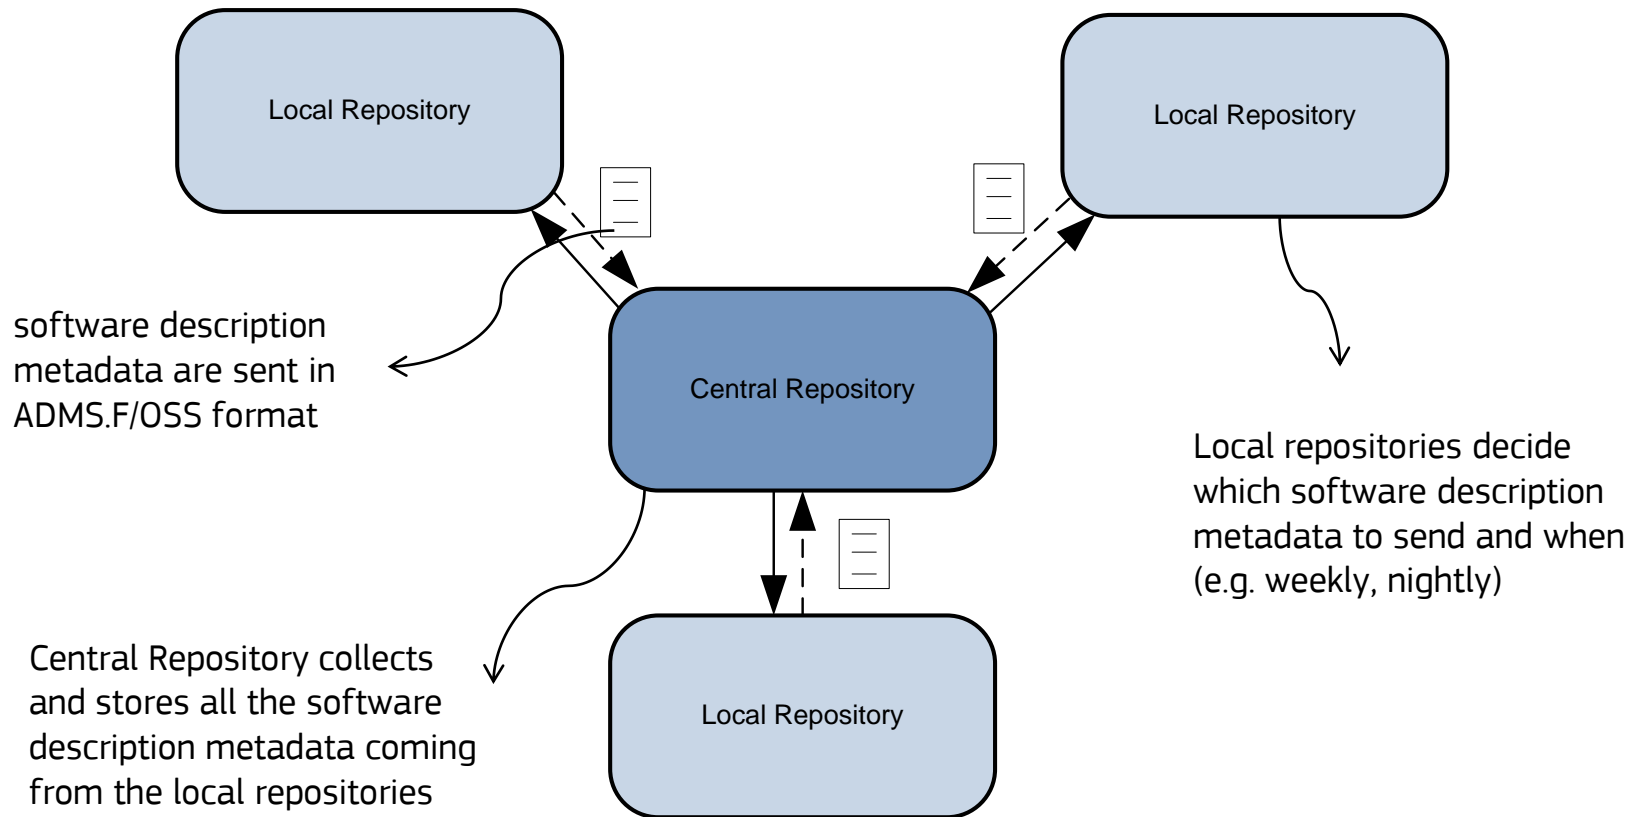 Local Repository
Local Repository
software description
metadata are sent in
ADMS.F/OSS format
Central Repository
Local repositories decide
which software description
metadata to send and when
(e.g. weekly, nightly)
Central Repository collects
and stores all the software
description metadata coming
from the local repositories
Local Repository